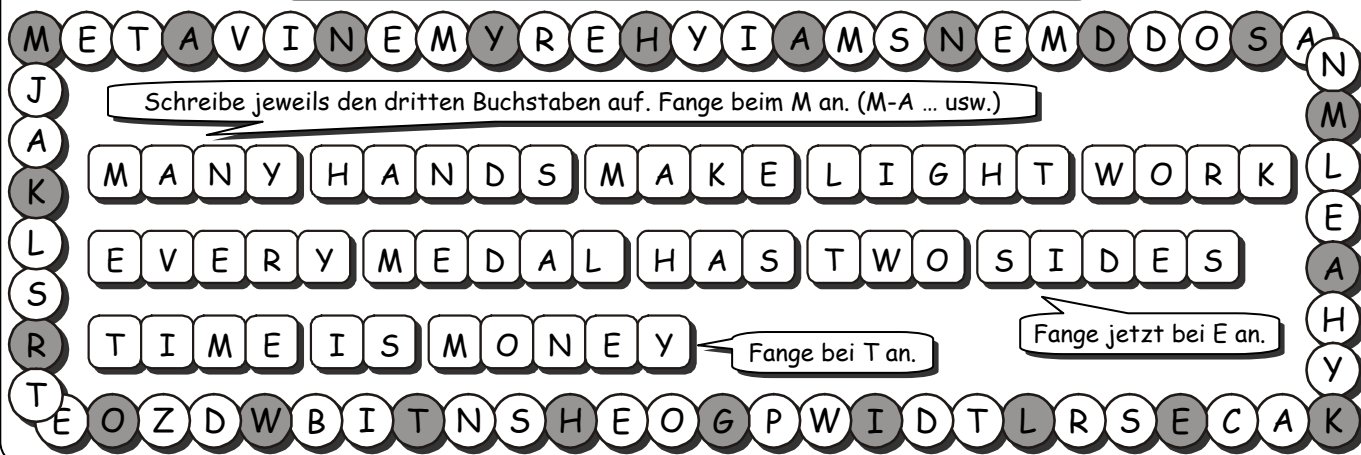 METAVINEMYREHYIAMSNEMDDOSA
NMLEAHY
JAKLSRT
Schreibe jeweils den dritten Buchstaben auf. Fange beim M an. (M-A ... usw.)
MANY HANDS MAKE LIGHT WORK
EVERY MEDAL HAS TWO SIDES
Fange jetzt bei E an.
TIME IS MONEY
Fange bei T an.
EOZDWBITNSHEOGPWIDTLRSECAK